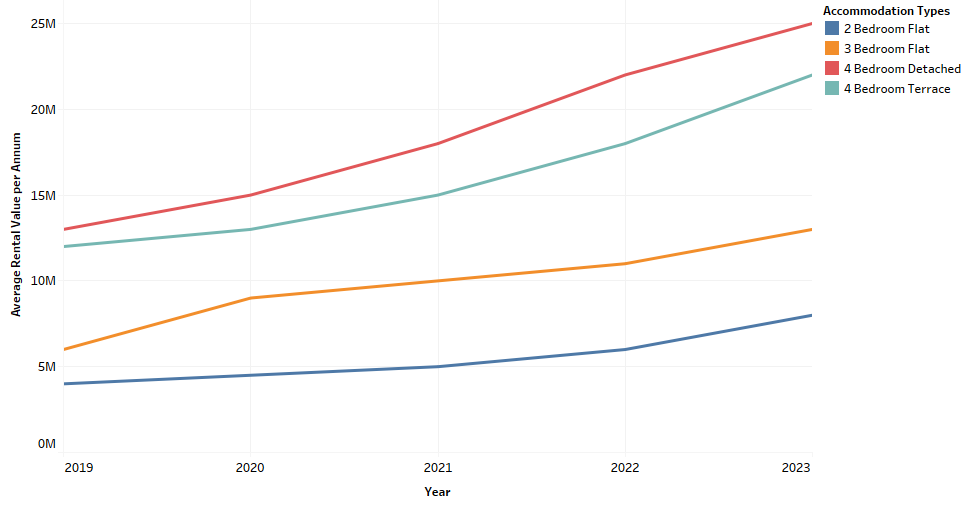 Accommodation Types
2 Bedroom Flat
3 Bedroom Flat
4 Bedroom Detached
4 Bedroom Terrace
Average Rental Value per Annum
25M
20M
15M
10M
5M
0M
2019 2020 2021 2022 2023
Year